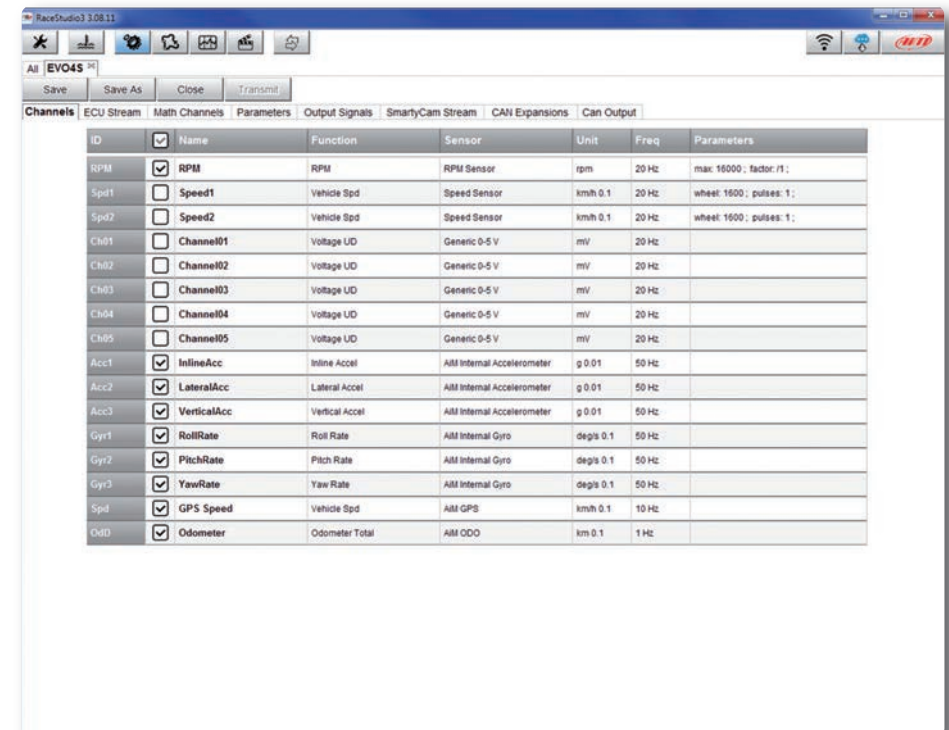 RaceStudio3 3.08.11
AiM
All EVO4S
Save Save As Close Transmit
Channels ECU Stream Math Channels Parameters Output Signals SmartyCam Stream CAN Expansions Can Output
ID Name Function Sensor Unit Freq Parameters
RPM RPM RPM RPM Sensor rpm 20 Hz max: 16000 ; factor: /1 ;
Spd1 Speed1 Vehicle Spd Speed Sensor km/h 0.1 20 Hz wheel: 1600 ; pulses: 1 ;
Spd2 Speed2 Vehicle Spd Speed Sensor km/h 0.1 20 Hz wheel: 1600 ; pulses: 1 ;
Ch01 Channel01 Voltage UD Generic 0-5 V mV 20 Hz
Ch02 Channel02 Voltage UD Generic 0-5 V mV 20 Hz
Ch03 Channel03 Voltage UD Generic 0-5 V mV 20 Hz
Ch04 Channel04 Voltage UD Generic 0-5 V mV 20 Hz
Ch05 Channel05 Voltage UD Generic 0-5 V mV 20 Hz
Acc1 InlineAcc Inline Accel AiM Internal Accelerometer g 0.01 50 Hz
Acc2 LateralAcc Lateral Accel AiM Internal Accelerometer g 0.01 50 Hz
Acc3 VerticalAcc Vertical Accel AiM Internal Accelerometer g 0.01 50 Hz
Gyr1 RollRate Roll Rate AiM Internal Gyro deg/s 0.1 50 Hz
Gyr2 PitchRate Pitch Rate AiM Internal Gyro deg/s 0.1 50 Hz
Gyr3 YawRate Yaw Rate AiM Internal Gyro deg/s 0.1 50 Hz
Spd GPS Speed Vehicle Spd AiM GPS km/h 0.1 10 Hz
OdD Odometer Odometer Total AiM ODO km 0.1 1 Hz